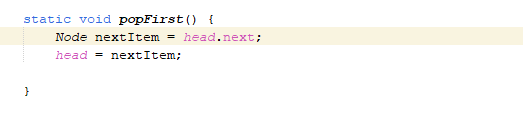 static void popFirst() {
    Node nextItem = head.next;
    head = nextItem;
}